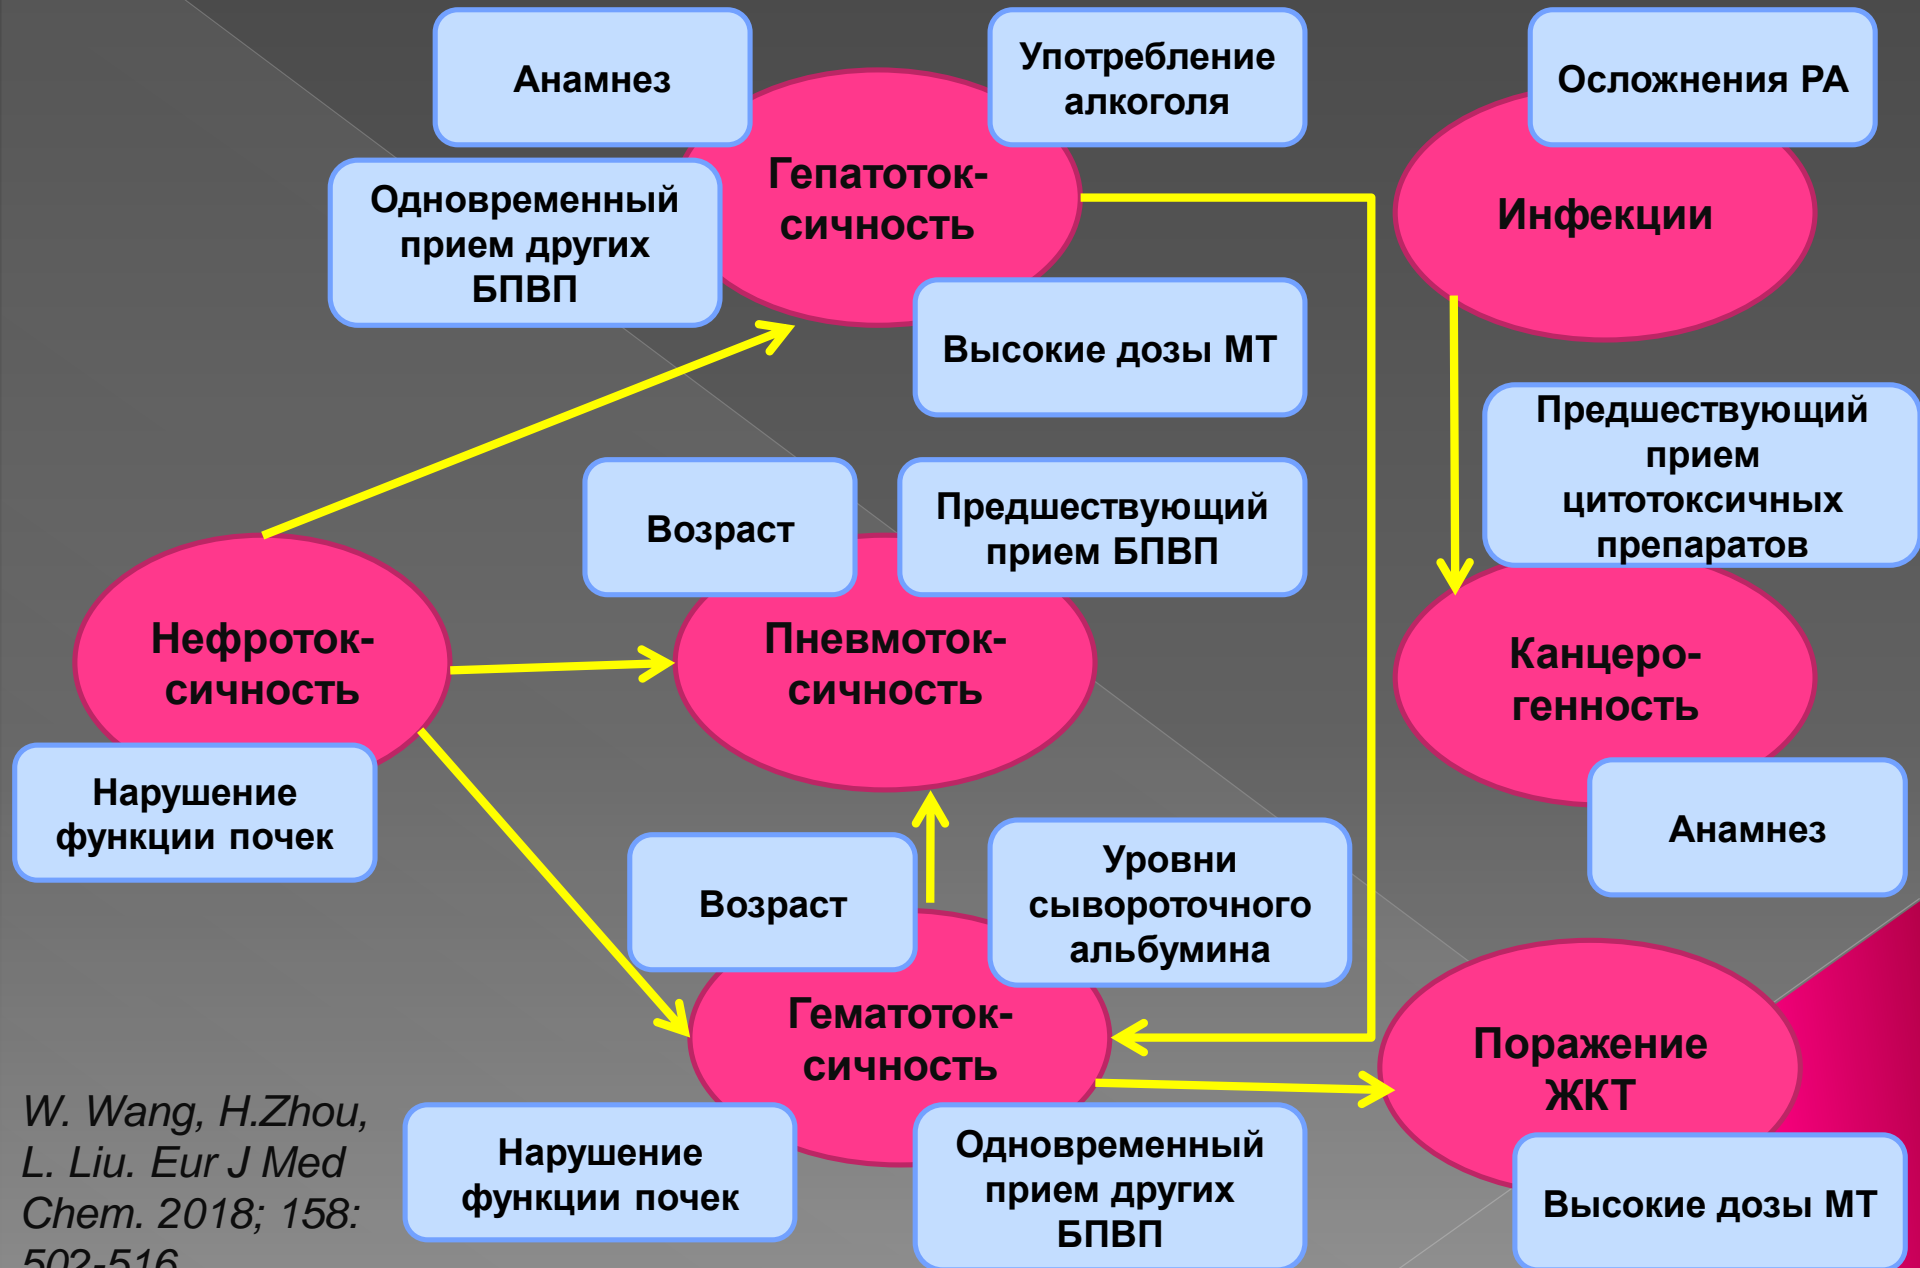 Анамнез
Употребление
алкоголя
Осложнения РА
Гепаток-
сичность
Одновременный
прием других
БПВП
Инфекции
Высокие дозы МТ
Предшествующий
прием
цитотоксичных
препаратов
Возраст
Предшествующий
прием БПВП
Нефроток-
сичность
Пневмоток-
сичность
Канцеро-
генность
Нарушение
функции почек
Анамнез
Возраст
Уровни
сывороточного
альбумина
Гематоток-
сичность
Поражение
ЖКТ
W. Wang, H.Zhou,
L. Liu. Eur J Med
Chem. 2018; 158:
502-516
Нарушение
функции почек
Одновременный
прием других
БПВП
Высокие дозы МТ